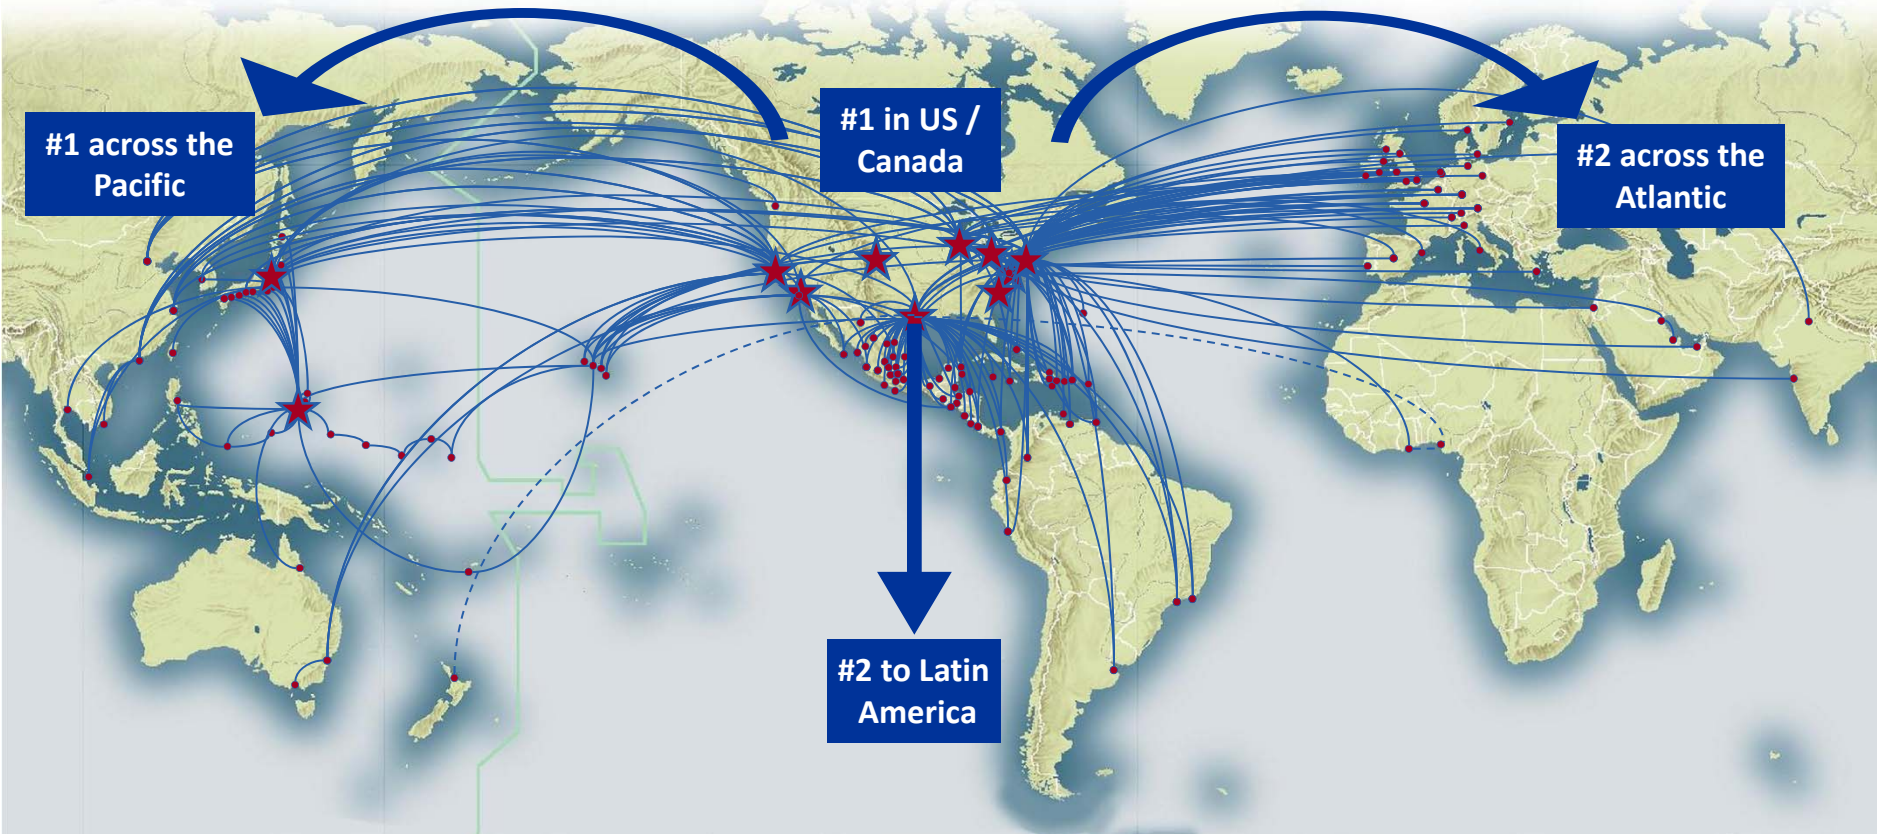 #1 across the
Pacific
#1 in US /
Canada
#2 across the
Atlantic
#2 to Latin
America